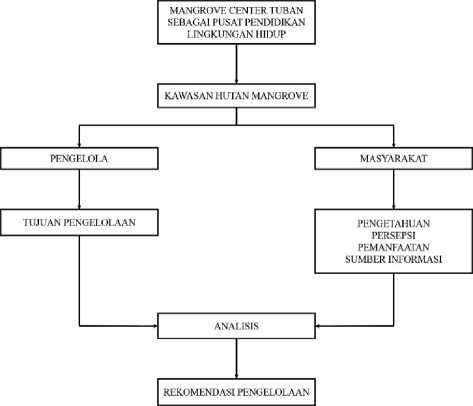 MANGROVE CENTER TUBAN
SEBAGAI PUSAT PENDIDIKAN
LINGKUNGAN HIDUP
KAWASAN HUTAN MANGROVE
PENGELOLA
MASYARAKAT
TUJUAN PENGELOLAAN
PENGETAHUAN
PERSEPSI
PEMANFAATAN
SUMBER INFORMASI
ANALISIS
REKOMENDASI PENGELOLAAN